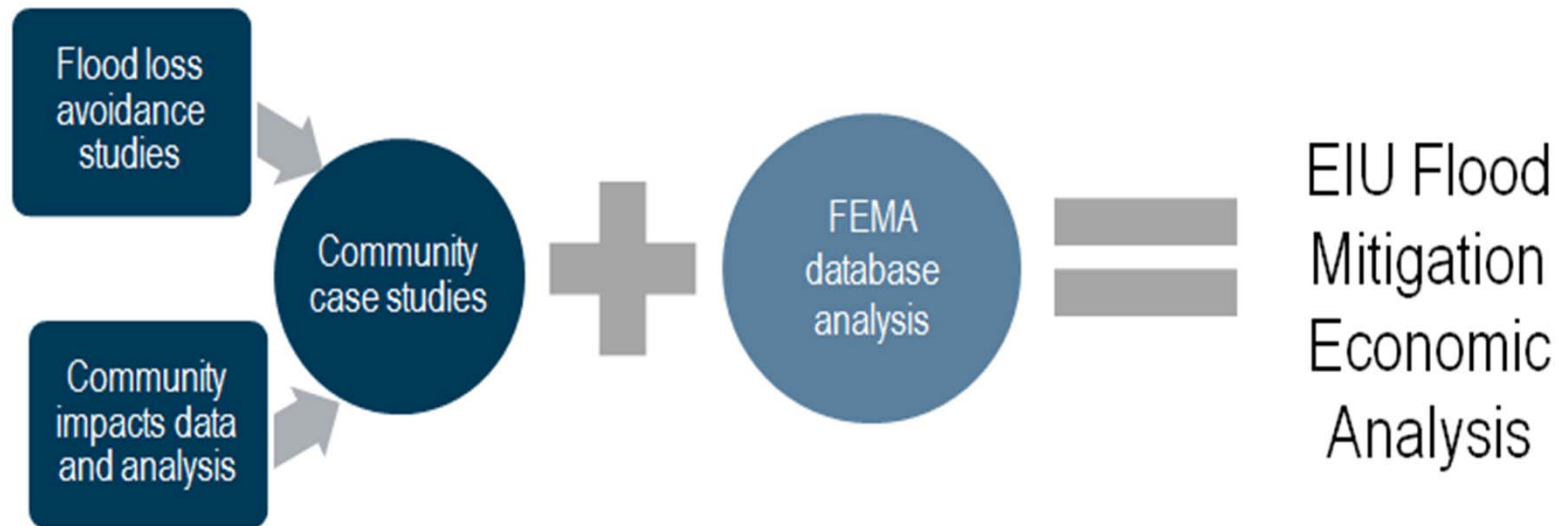 Flood loss
avoidance
studies
Community
impacts data
and analysis
Community
case studies
FEMA
database
analysis
EIU Flood
Mitigation
Economic
Analysis